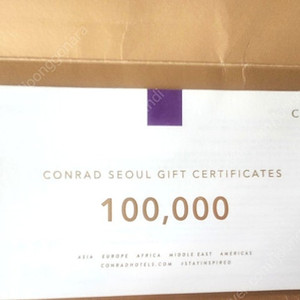 C
CONRAD SEOUL GIFT CERTIFICATES
100,000
ASIA EUROPE AFRICA MIDDLE EAST AMERICAS
CONRADHOTELS.COM #STAYINSPIRED